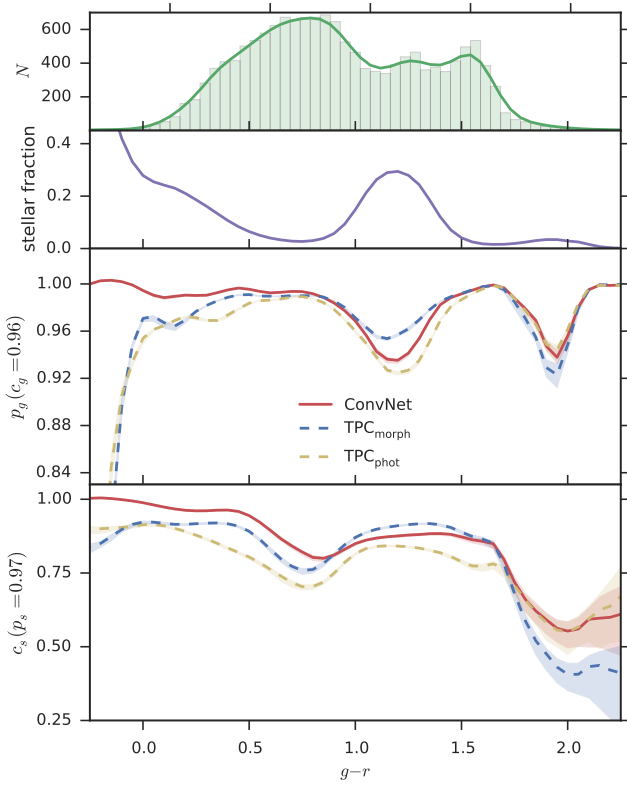 600
400
200
N
0.4
0.2
0.0
stellar fraction
1.00
0.96
0.92
0.88
0.84
p_g(c_g=0.96)
ConvNet
TPC_morph
TPC_phot
1.00
0.75
0.50
0.25
c_s(p_s=0.97)
0.0 0.5 1.0 1.5 2.0
g−r